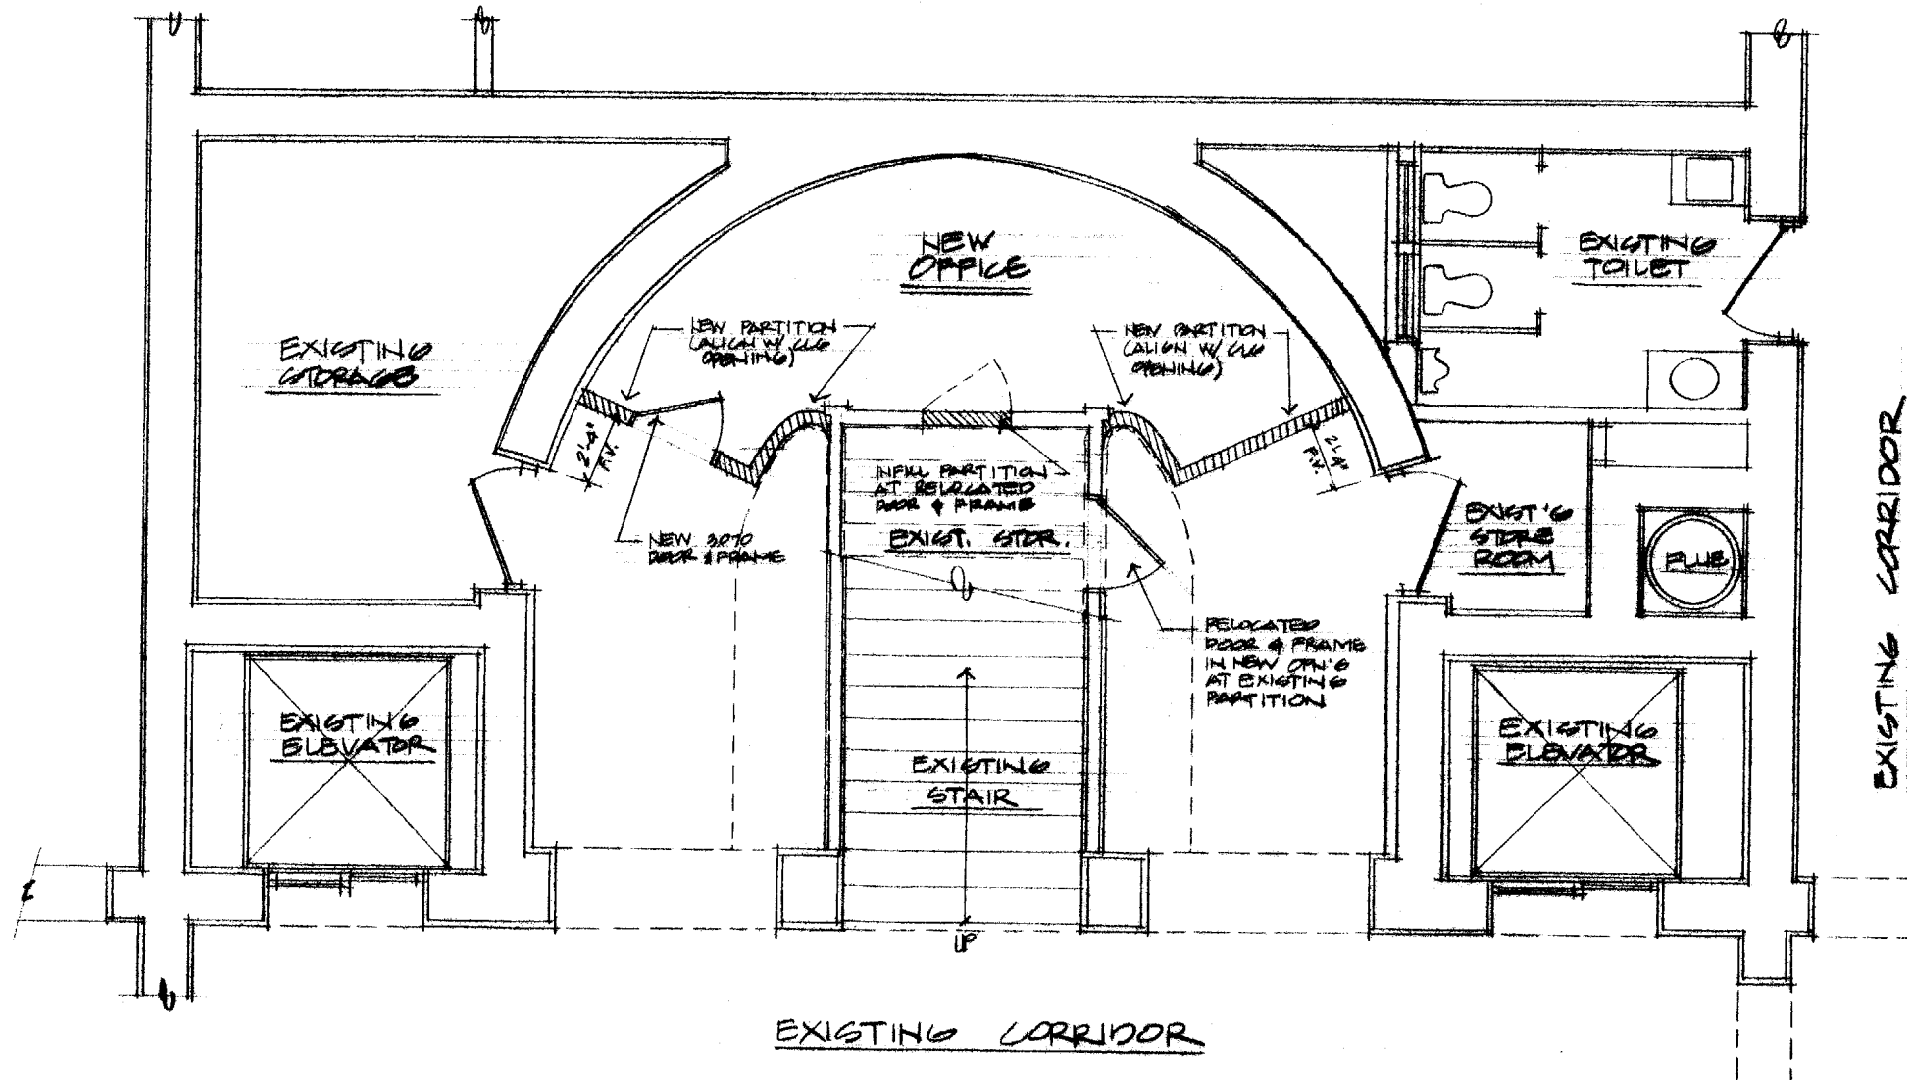 NEW
OFFICE
EXISTING
TOILET
NEW PARTITION
(ALIGN W/ CLG
OPENING)
NEW PARTITION
(ALIGN W/ CLG
OPENING)
EXISTING
STORAGE
2'-4"
F.V.
2'-4"
F.V.
INFILL PARTITION
AT RELOCATED
DOOR & FRAME
EXIST. STOR.
NEW 3070
DOOR & FRAME
EXIST'G
STORE
ROOM
FLUE
RELOCATED
DOOR & FRAME
IN NEW OPN'G
AT EXISTING
PARTITION
EXISTING
ELEVATOR
EXISTING
STAIR
EXISTING
ELEVATOR
UP
EXISTING CORRIDOR
EXISTING CORRIDOR